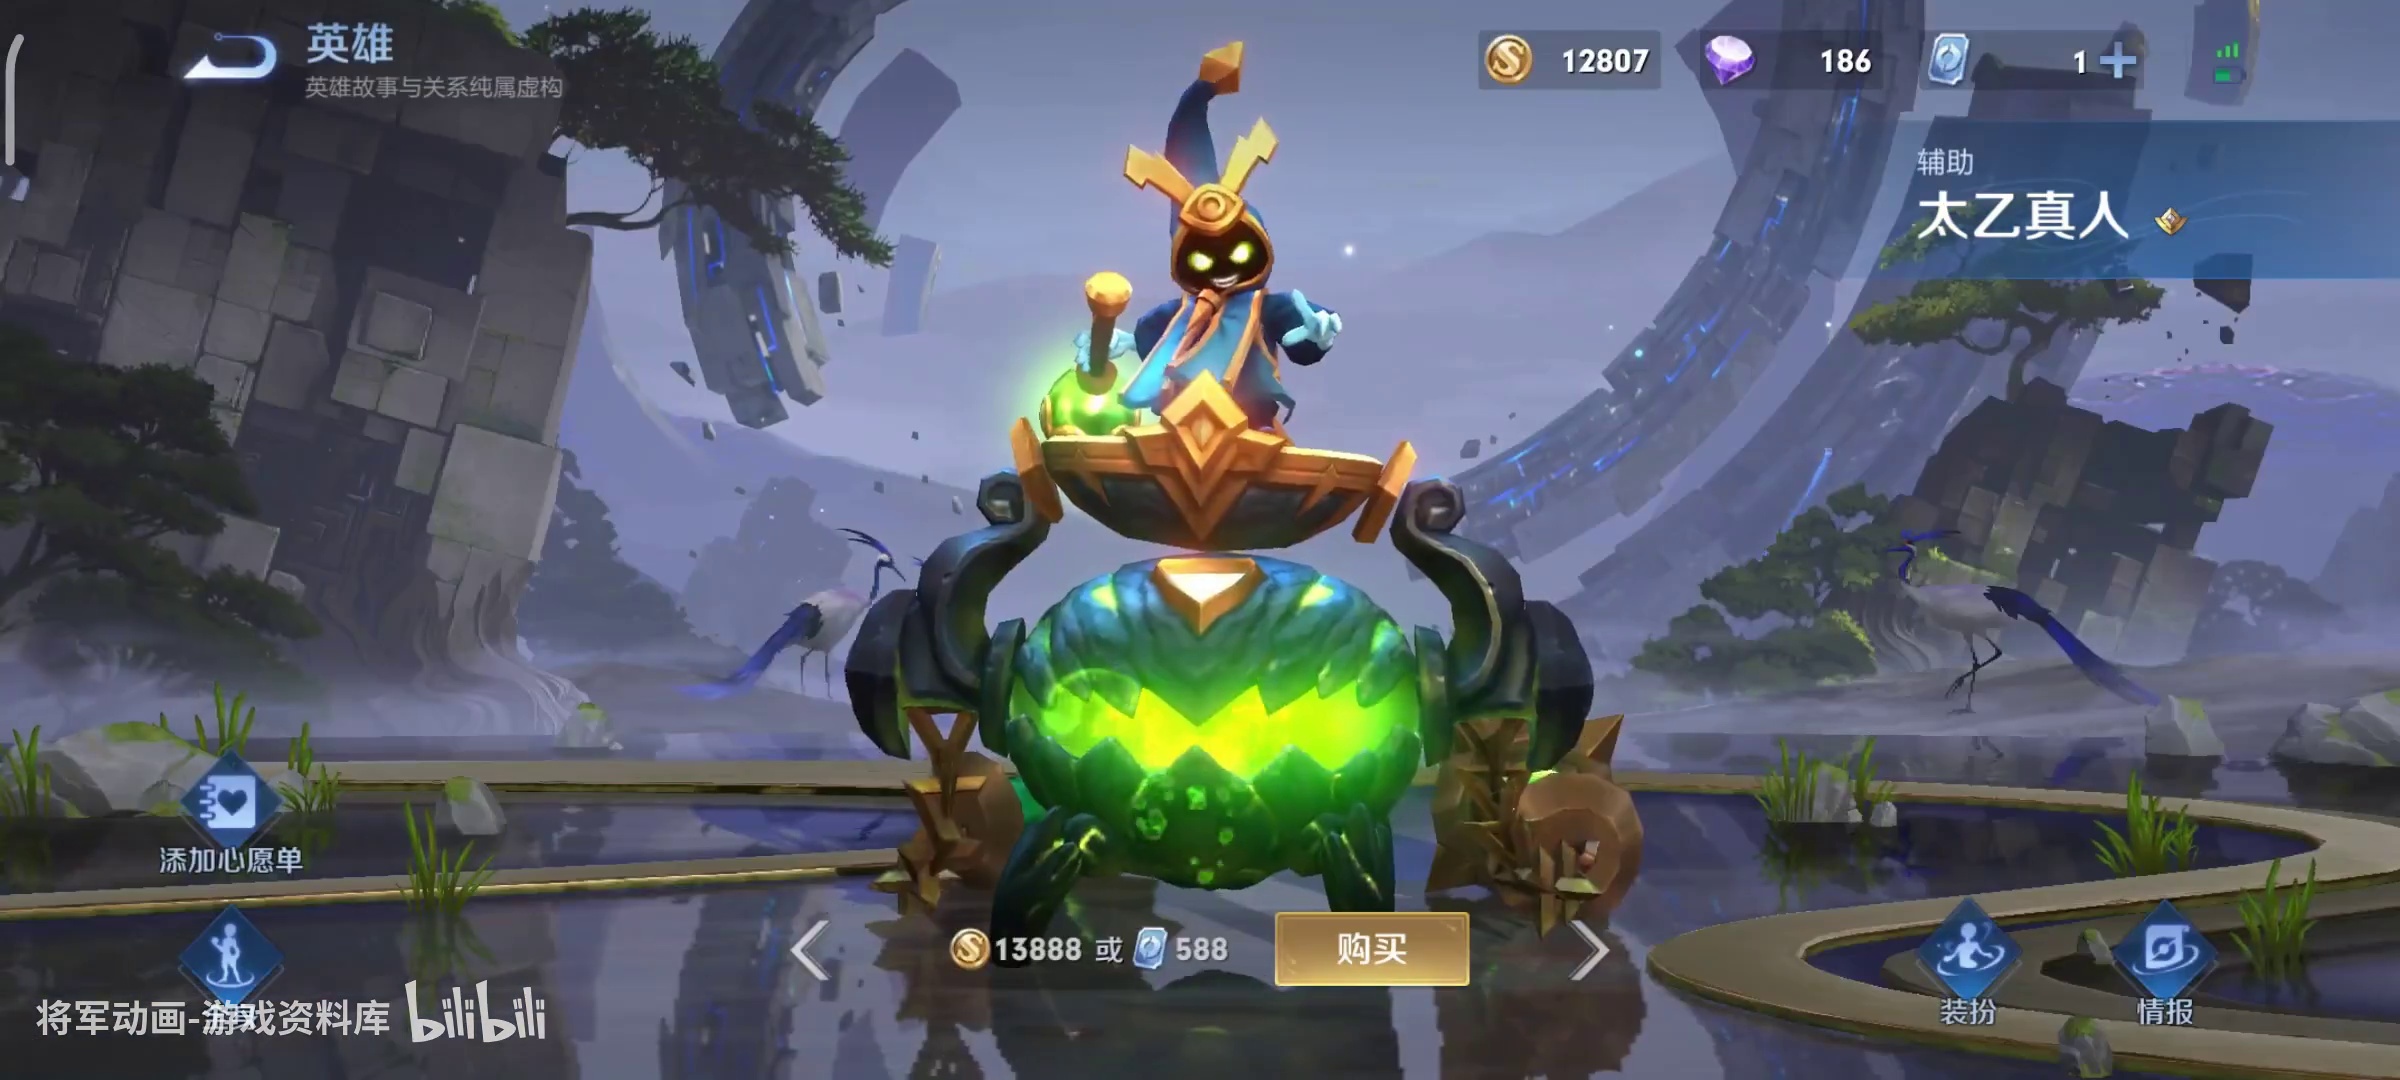 英雄
英雄故事与关系纯属虚构
12807
186
1
辅助
太乙真人
添加心愿单
13888 或 588
购买
装扮
情报
将军动画-游戏资料库 bilibili